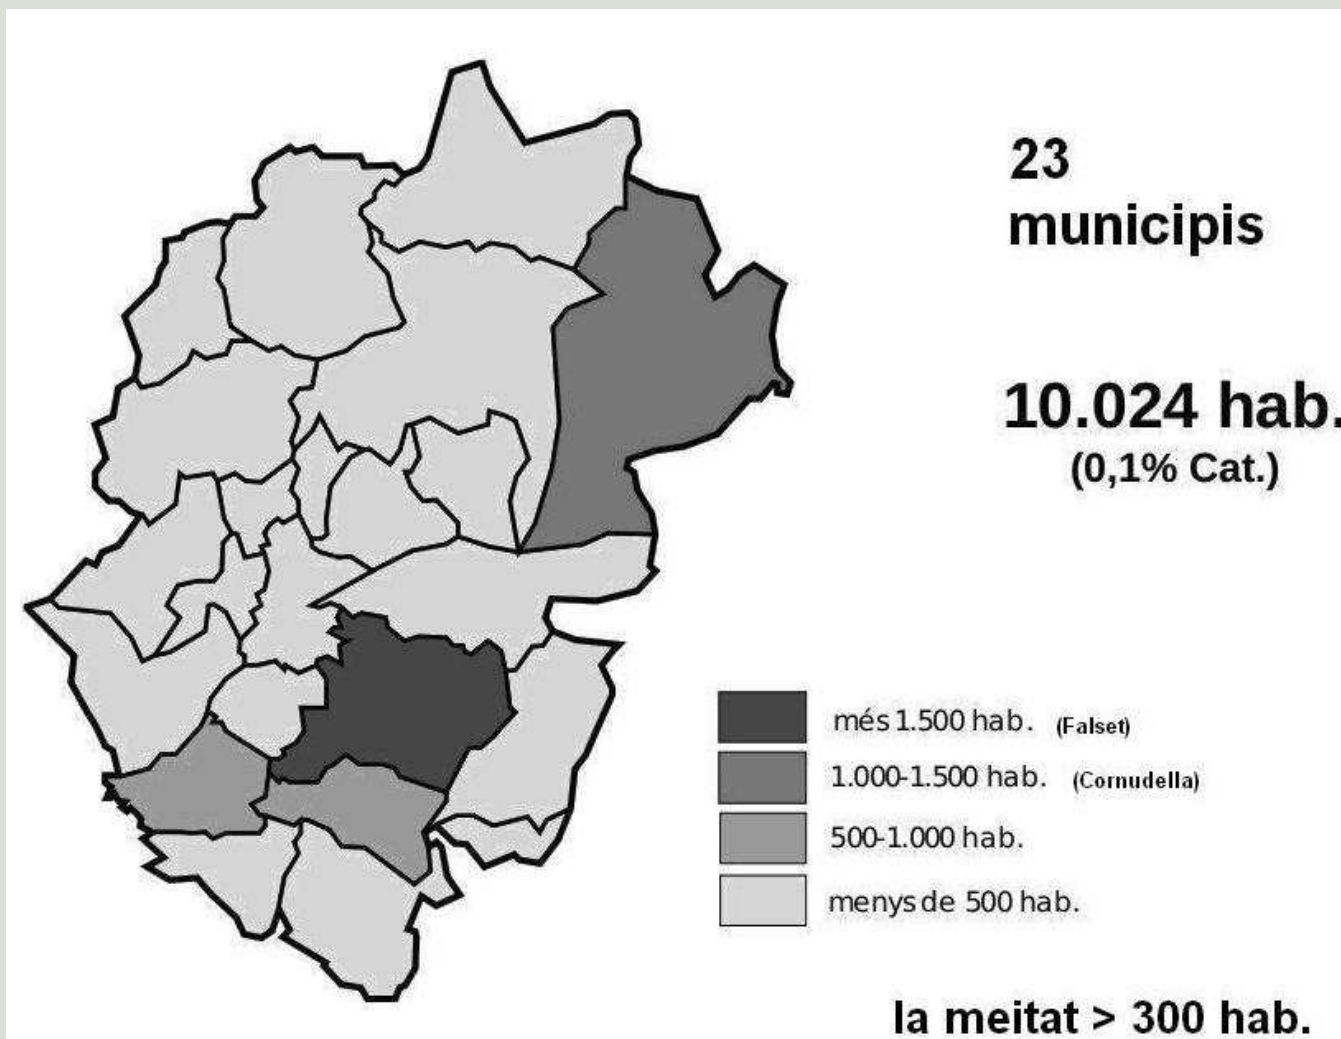 23
municipis
10.024 hab.
(0,1% Cat.)
més 1.500 hab. (Falset)
1.000-1.500 hab. (Cornudella)
500-1.000 hab.
menys de 500 hab.
la meitat > 300 hab.